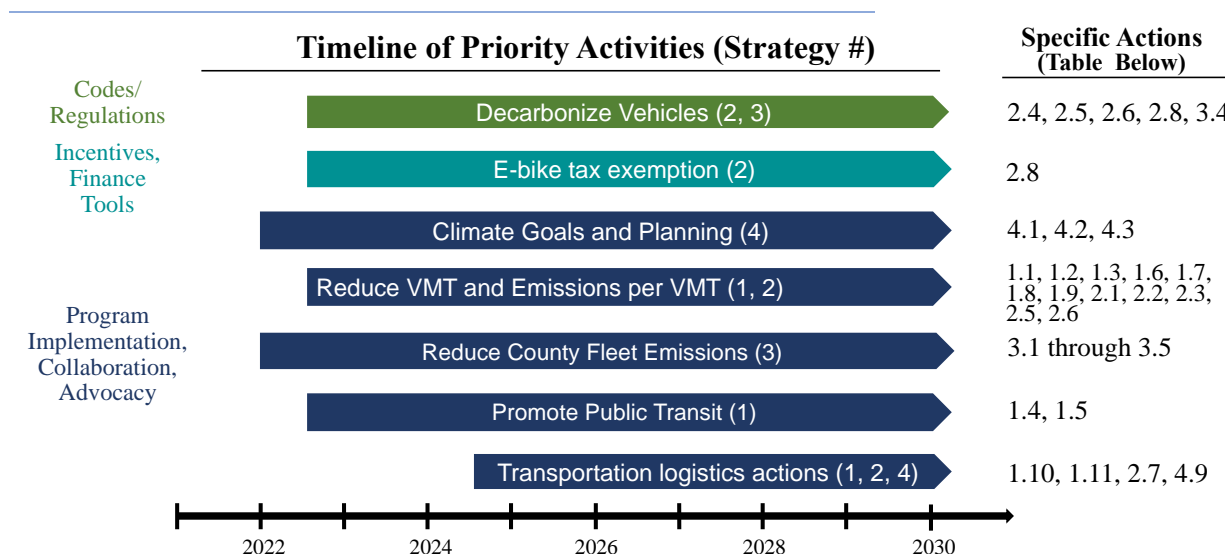 Timeline of Priority Activities (Strategy #)
Specific Actions
(Table Below)
Codes/
Regulations
Decarbonize Vehicles (2, 3)
2.4, 2.5, 2.6, 2.8, 3.4
Incentives,
Finance
Tools
E-bike tax exemption (2)
2.8
Climate Goals and Planning (4)
4.1, 4.2, 4.3
Program
Implementation,
Collaboration,
Advocacy
Reduce VMT and Emissions per VMT (1, 2)
1.1, 1.2, 1.3, 1.6, 1.7,
1.8, 1.9, 2.1, 2.2, 2.3,
2.5, 2.6
Reduce County Fleet Emissions (3)
3.1 through 3.5
Promote Public Transit (1)
1.4, 1.5
Transportation logistics actions (1, 2, 4)
1.10, 1.11, 2.7, 4.9
2022
2024
2026
2028
2030